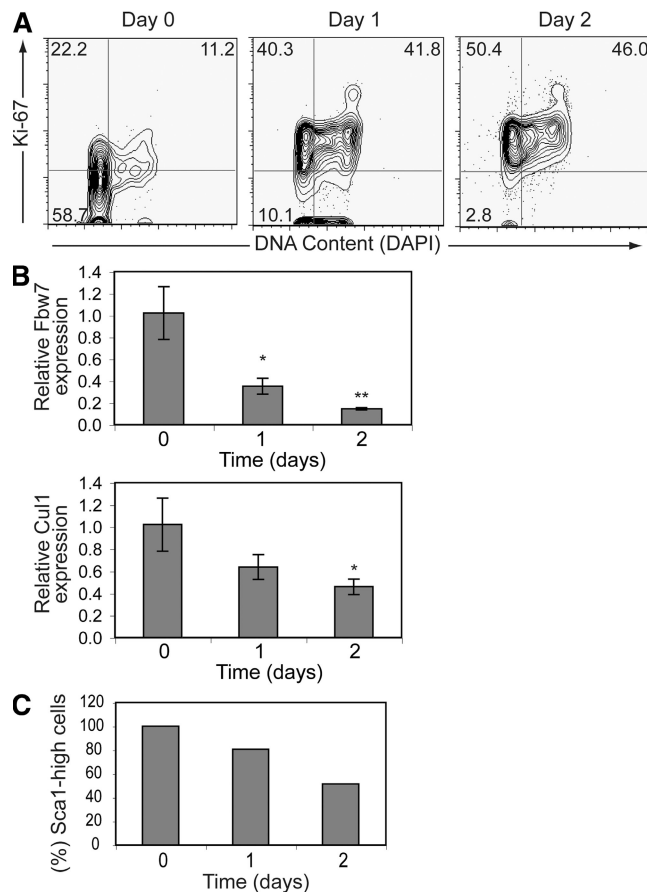 A
Day 0
Day 1
Day 2
22.2 11.2
40.3 41.8
50.4 46.0
Ki-67
58.7
10.1
2.8
DNA Content (DAPI)
B
1.4
1.2
1.0
0.8
0.6
0.4
0.2
0.0
Relative Fbw7
expression
*
**
0 1 2
Time (days)
1.4
1.2
1.0
0.8
0.6
0.4
0.2
0.0
Relative Cul1
expression
*
0 1 2
Time (days)
C
120
100
80
60
40
20
0
(%) Sca1-high cells
0 1 2
Time (days)